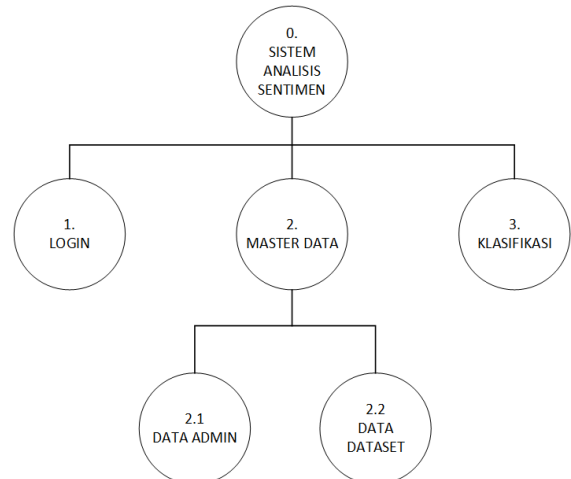 0.
SISTEM
ANALISIS
SENTIMEN
1.
LOGIN
2.
MASTER DATA
3.
KLASIFIKASI
2.1
DATA ADMIN
2.2
DATA
DATASET